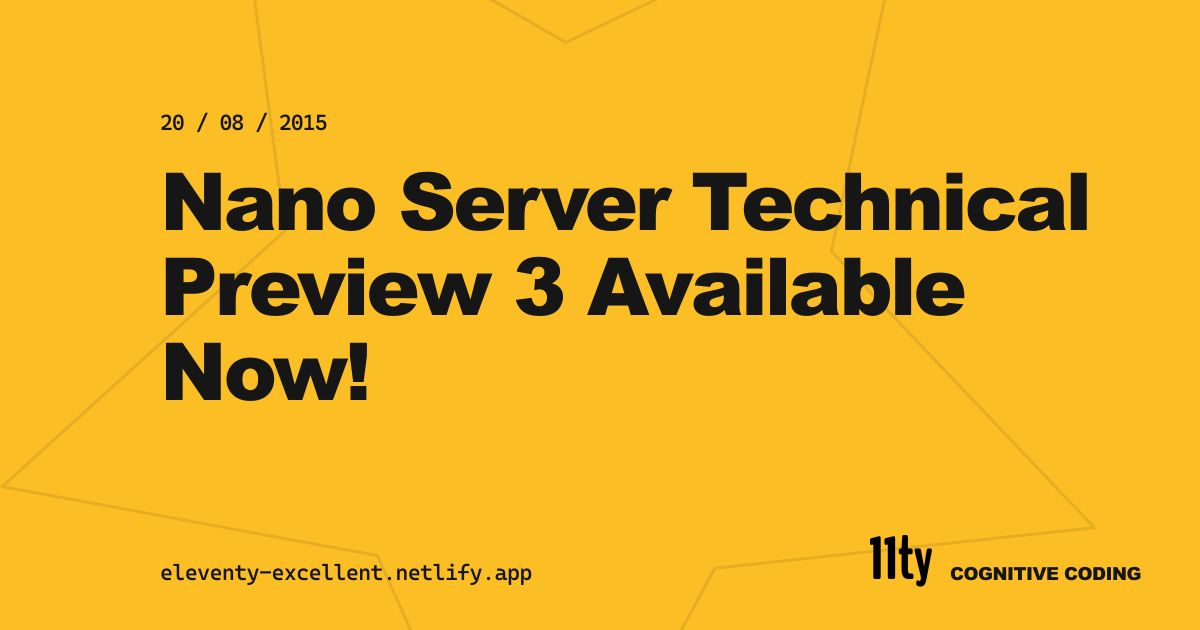 20 / 08 / 2015
Nano Server Technical
Preview 3 Available
Now!
eleventy-excellent.netlify.app
11ty COGNITIVE CODING